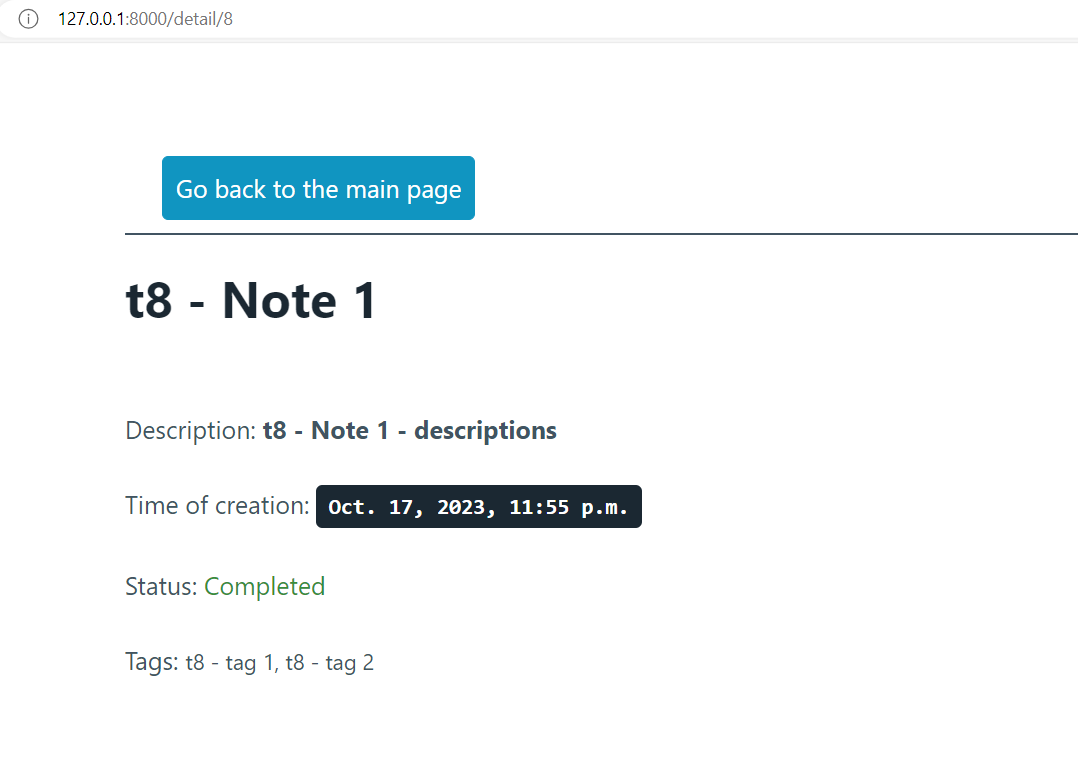 127.0.0.1:8000/detail/8
Go back to the main page
t8 - Note 1
Description: t8 - Note 1 - descriptions
Time of creation: Oct. 17, 2023, 11:55 p.m.
Status: Completed
Tags: t8 - tag 1, t8 - tag 2